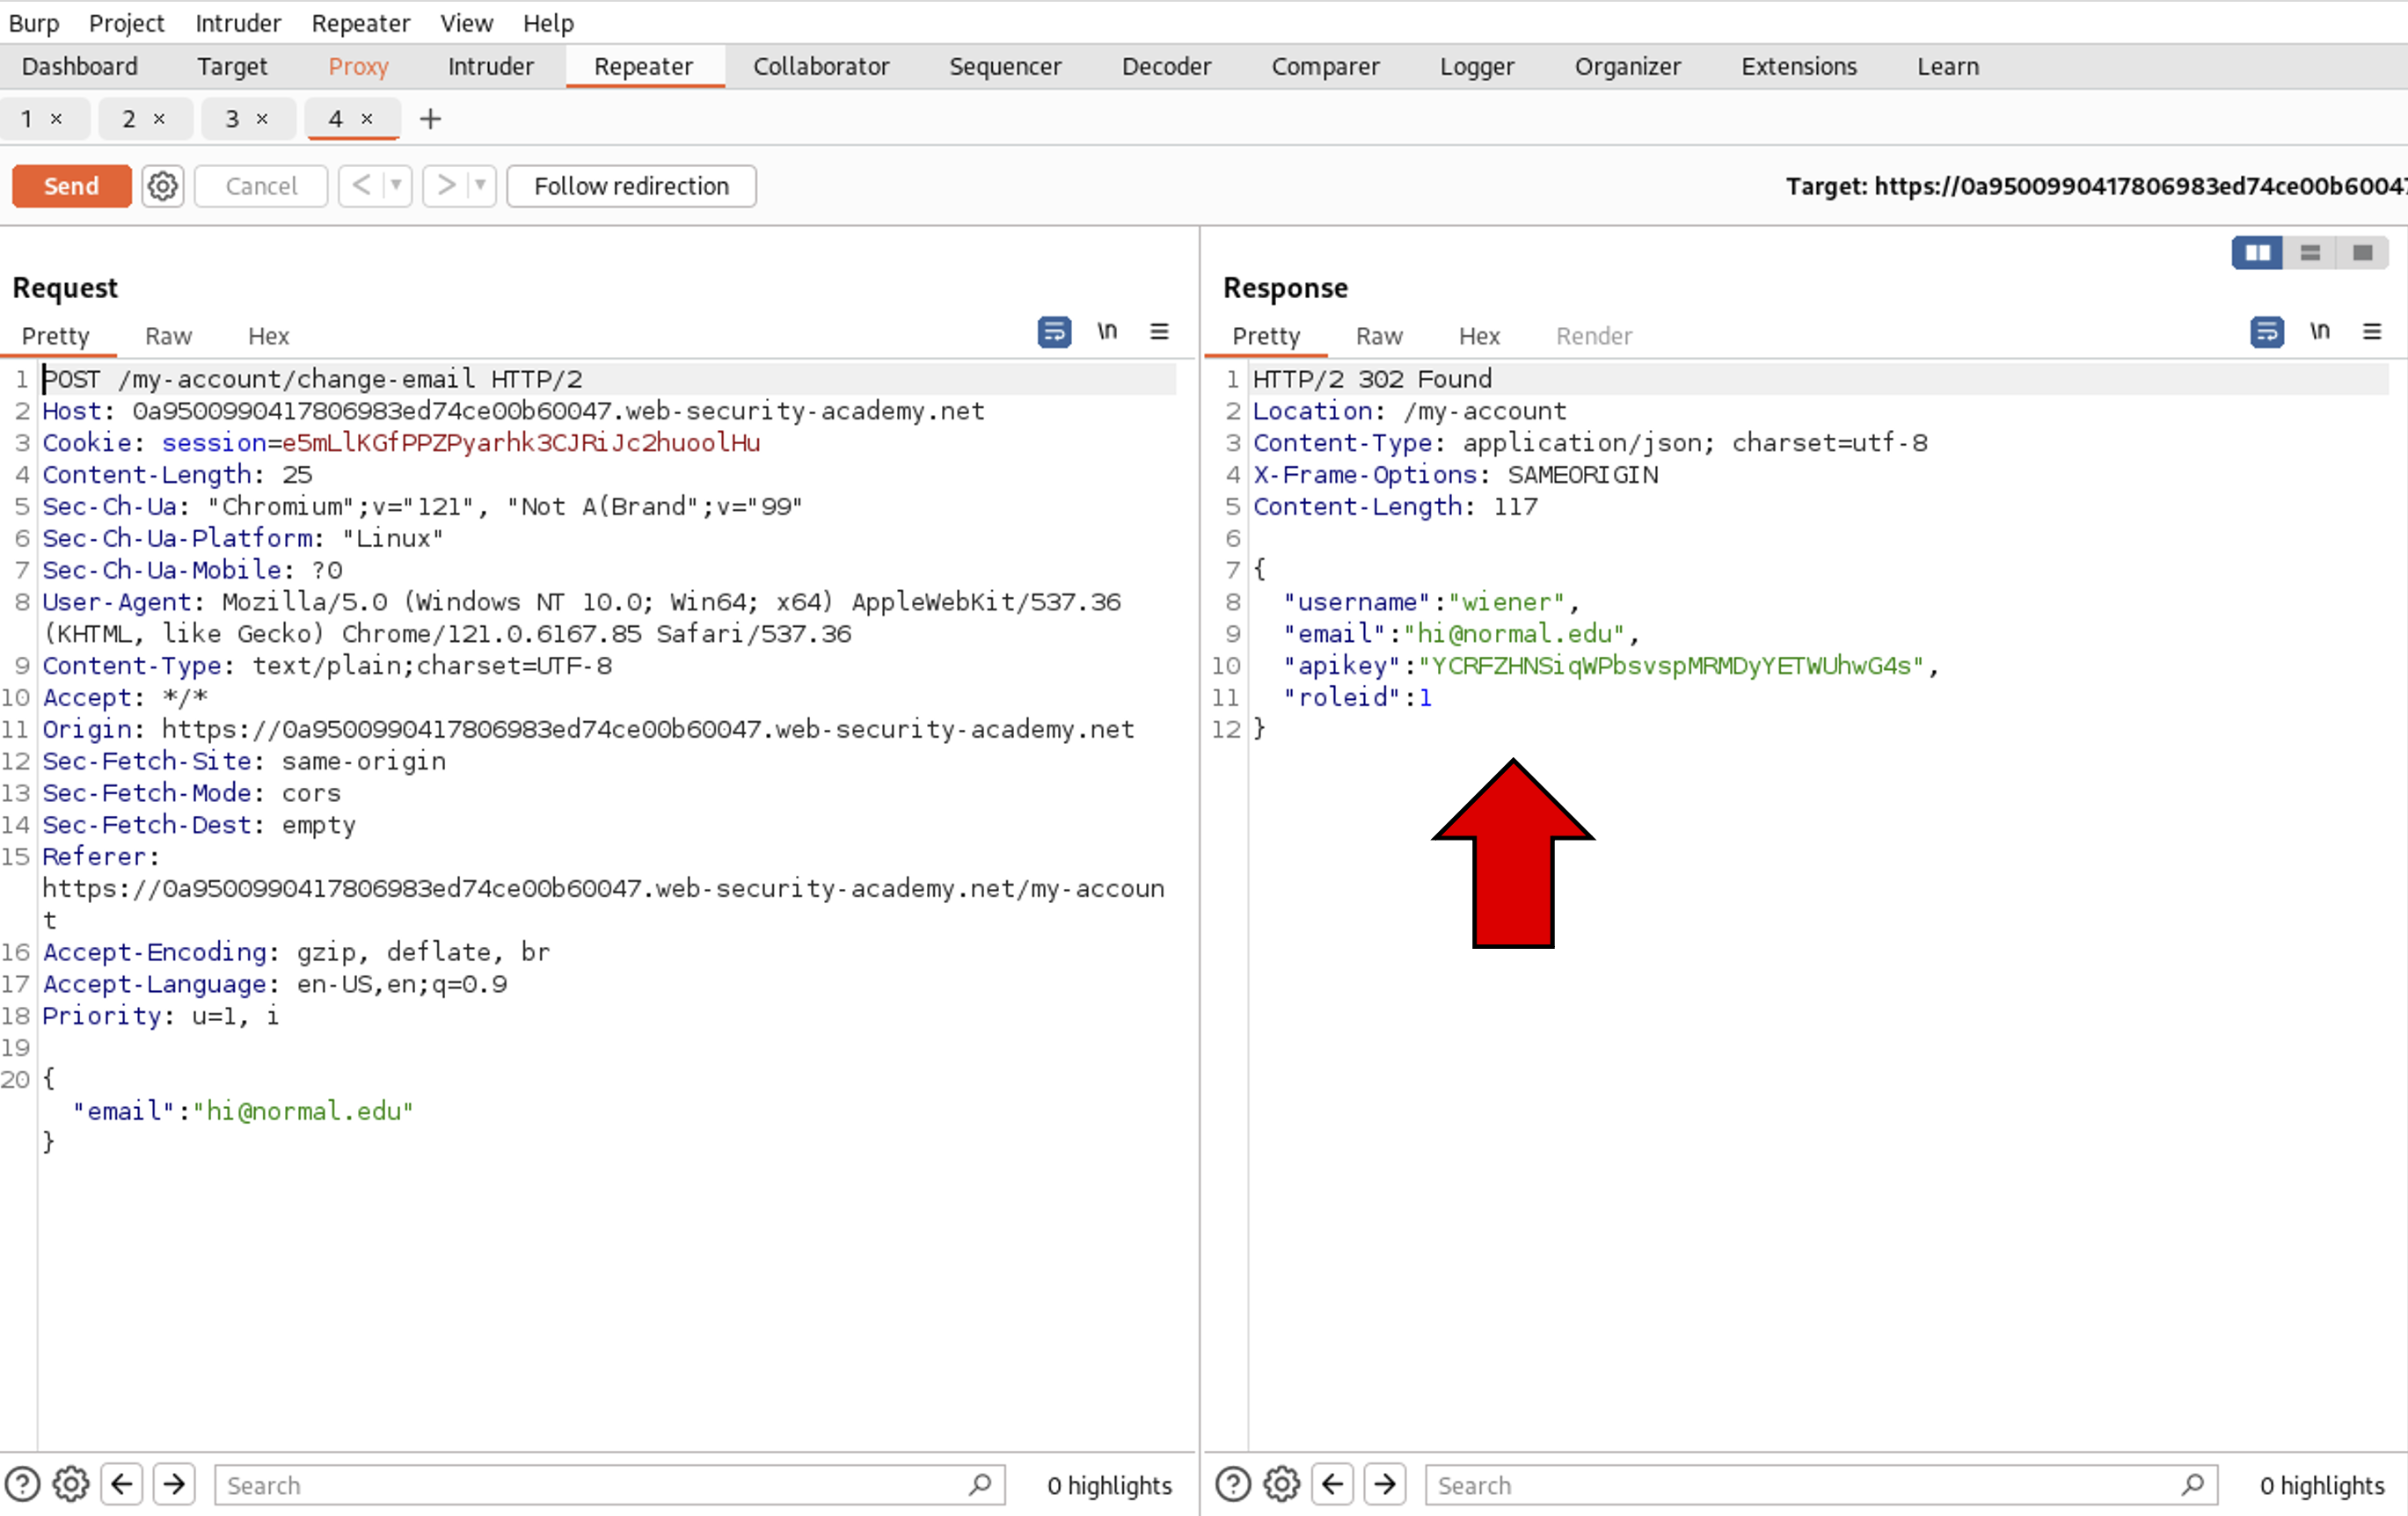 Burp Project Intruder Repeater View Help
Dashboard Target Proxy Intruder Repeater Collaborator Sequencer Decoder Comparer Logger Organizer Extensions Learn
1 × 2 × 3 × 4 × +
Send Cancel < > Follow redirection Target: https://0a9500990417806983ed74ce00b60047
Request
Pretty Raw Hex \n
1 POST /my-account/change-email HTTP/2
2 Host: 0a9500990417806983ed74ce00b60047.web-security-academy.net
3 Cookie: session=e5mLlKGfPPZPyarhk3CJRiJc2huoolHu
4 Content-Length: 25
5 Sec-Ch-Ua: "Chromium";v="121", "Not A(Brand";v="99"
6 Sec-Ch-Ua-Platform: "Linux"
7 Sec-Ch-Ua-Mobile: ?0
8 User-Agent: Mozilla/5.0 (Windows NT 10.0; Win64; x64) AppleWebKit/537.36
(KHTML, like Gecko) Chrome/121.0.6167.85 Safari/537.36
9 Content-Type: text/plain;charset=UTF-8
10 Accept: */*
11 Origin: https://0a9500990417806983ed74ce00b60047.web-security-academy.net
12 Sec-Fetch-Site: same-origin
13 Sec-Fetch-Mode: cors
14 Sec-Fetch-Dest: empty
15 Referer:
https://0a9500990417806983ed74ce00b60047.web-security-academy.net/my-accoun
t
16 Accept-Encoding: gzip, deflate, br
17 Accept-Language: en-US,en;q=0.9
18 Priority: u=1, i
19
20 {
"email":"hi@normal.edu"
}
Search 0 highlights
Response
Pretty Raw Hex Render \n
1 HTTP/2 302 Found
2 Location: /my-account
3 Content-Type: application/json; charset=utf-8
4 X-Frame-Options: SAMEORIGIN
5 Content-Length: 117
6
7 {
8 "username":"wiener",
9 "email":"hi@normal.edu",
10 "apikey":"YCRFZHNSiqWPbsvspMRMDyYETWUhwG4s",
11 "roleid":1
12 }
Search 0 highlights